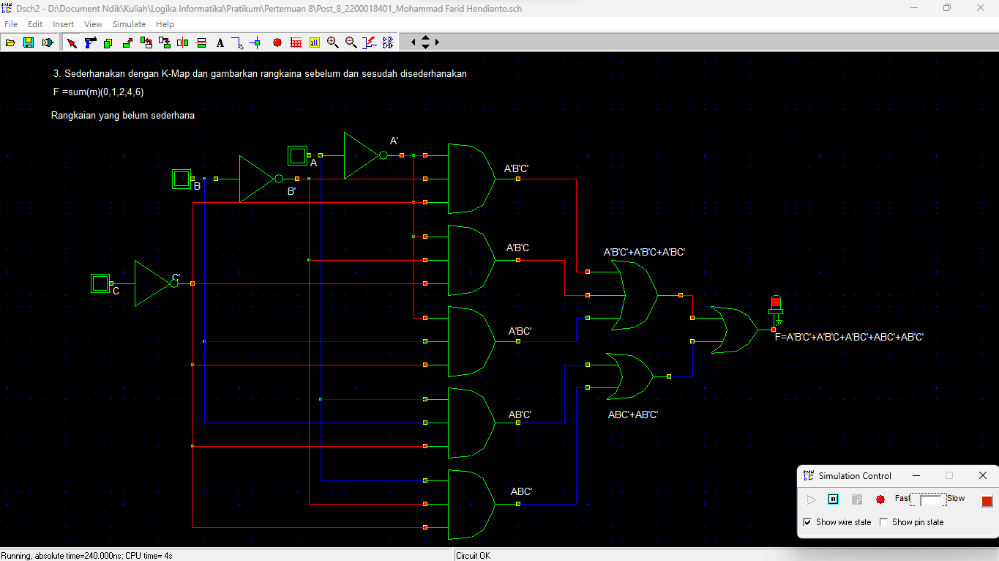 Dsch2 - D:\Document Ndik\Kuliah\Logika Informatika\Pratikum\Pertemuan 8\Post_8_2200018401_Mohammad Farid Hendianto.sch
File Edit Insert View Simulate Help
A all
3. Sederhanakan dengan K-Map dan gambarkan rangkaina sebelum dan sesudah disederhanakan
F =sum(m)(0,1,2,4,6)
Rangkaian yang belum sederhana
A'
A
A'B'C'
B
B'
A'B'C
A'B'C'+A'B'C+A'BC'
C'
C
A'BC'
F=A'B'C'+A'B'C+A'BC'+ABC'+AB'C'
AB'C'
ABC'+AB'C'
ABC'
Simulation Control
Fast Slow
Show wire state Show pin state
Running, absolute time=240.000ns; CPU time= 4s Circuit OK